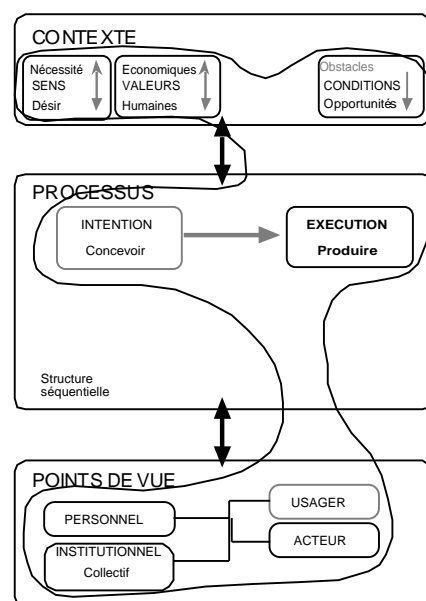 CONTEXTE
Nécessité
SENS
Désir
Economiques
VALEURS
Humaines
Obstacles
CONDITIONS
Opportunités
PROCESSUS
INTENTION
Concevoir
EXECUTION
Produire
Structure
séquentielle
POINTS DE VUE
PERSONNEL
INSTITUTIONNEL
Collectif
USAGER
ACTEUR